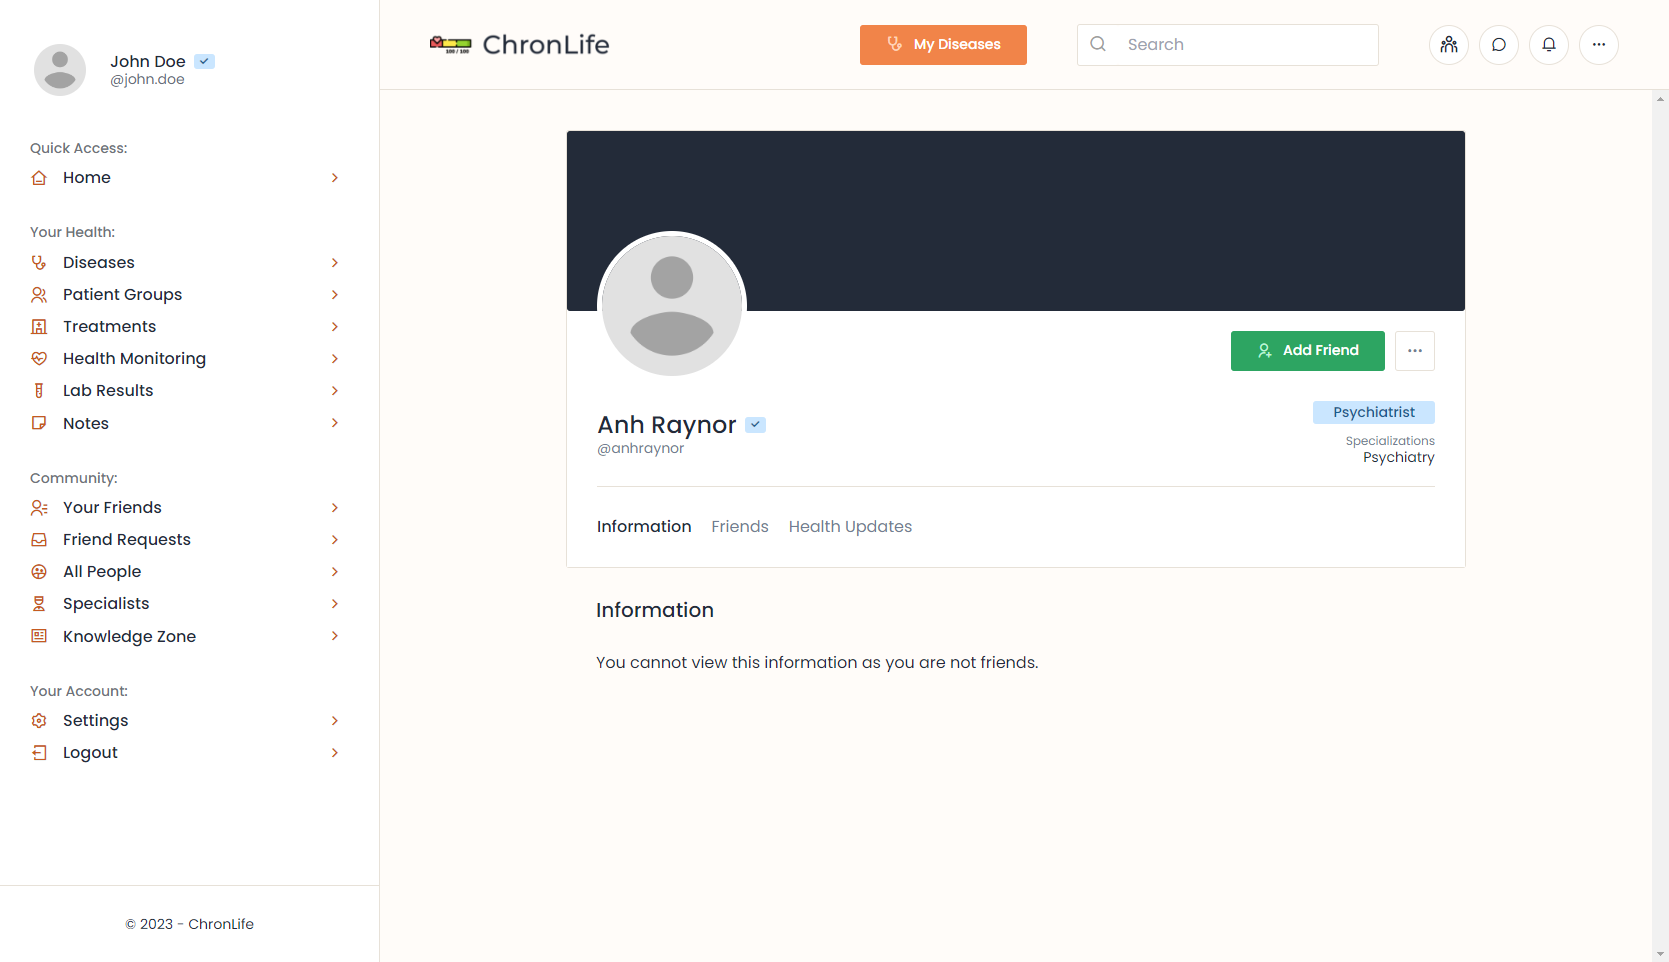 John Doe
@john.doe
Quick Access:
Home
Your Health:
Diseases
Patient Groups
Treatments
Health Monitoring
Lab Results
Notes
Community:
Your Friends
Friend Requests
All People
Specialists
Knowledge Zone
Your Account:
Settings
Logout
© 2023 - ChronLife
100 / 100
ChronLife
My Diseases
Search
Add Friend
Anh Raynor
@anhraynor
Psychiatrist
Specializations
Psychiatry
Information Friends Health Updates
Information
You cannot view this information as you are not friends.